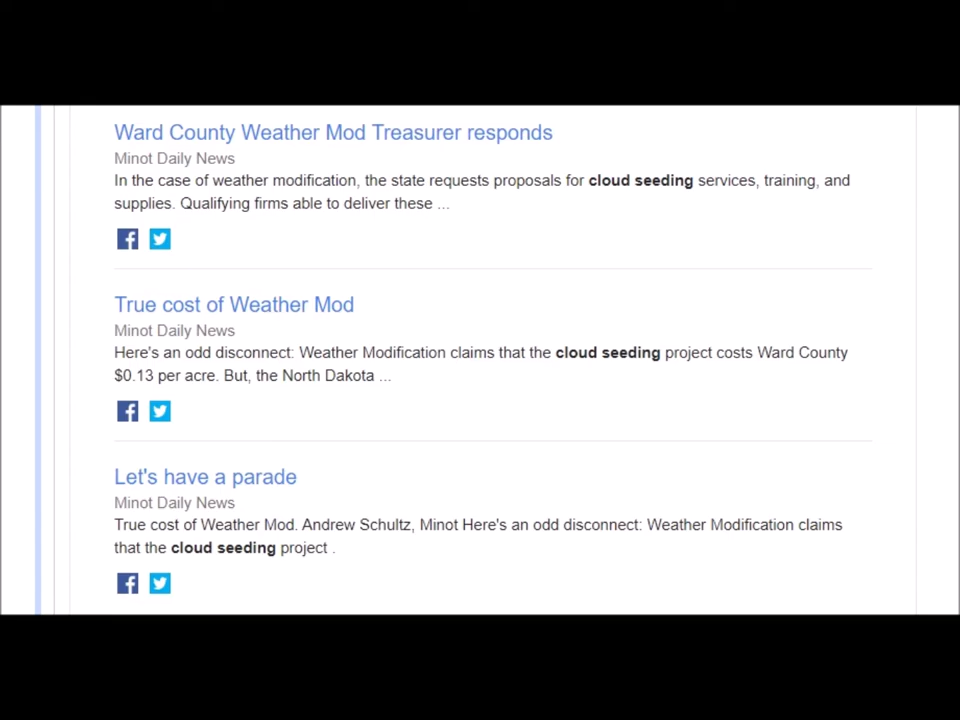 Ward County Weather Mod Treasurer responds
Minot Daily News
In the case of weather modification, the state requests proposals for cloud seeding services, training, and
supplies. Qualifying firms able to deliver these ...
True cost of Weather Mod
Minot Daily News
Here's an odd disconnect: Weather Modification claims that the cloud seeding project costs Ward County
$0.13 per acre. But, the North Dakota ...
Let's have a parade
Minot Daily News
True cost of Weather Mod. Andrew Schultz, Minot Here's an odd disconnect: Weather Modification claims
that the cloud seeding project .